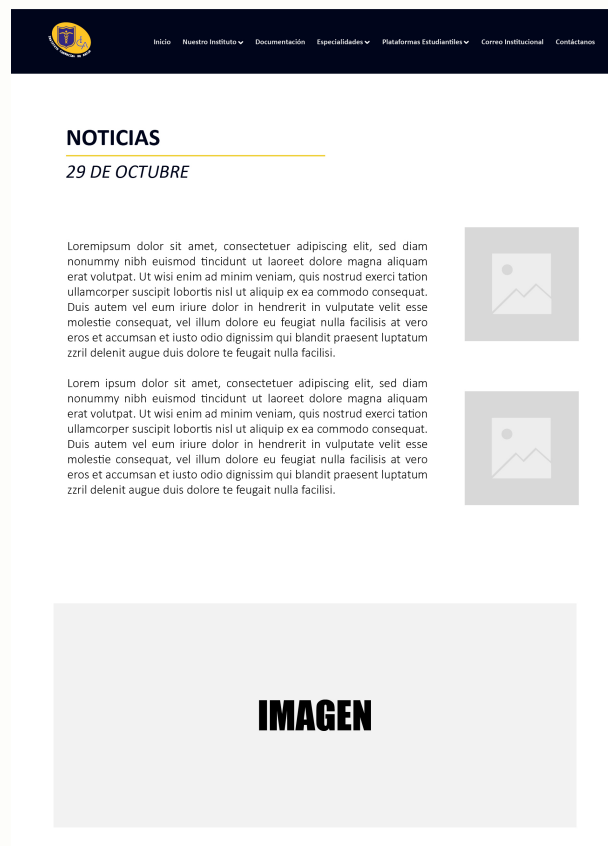 Inicio Nuestro Instituto Documentación Especialidades Plataformas Estudiantiles Correo Institucional Contáctanos
NOTICIAS
29 DE OCTUBRE
Loremipsum dolor sit amet, consectetuer adipiscing elit, sed diam
nonummy nibh euismod tincidunt ut laoreet dolore magna aliquam
erat volutpat. Ut wisi enim ad minim veniam, quis nostrud exerci tation
ullamcorper suscipit lobortis nisl ut aliquip ex ea commodo consequat.
Duis autem vel eum iriure dolor in hendrerit in vulputate velit esse
molestie consequat, vel illum dolore eu feugiat nulla facilisis at vero
eros et accumsan et iusto odio dignissim qui blandit praesent luptatum
zzril delenit augue duis dolore te feugait nulla facilisi.
Lorem ipsum dolor sit amet, consectetuer adipiscing elit, sed diam
nonummy nibh euismod tincidunt ut laoreet dolore magna aliquam
erat volutpat. Ut wisi enim ad minim veniam, quis nostrud exerci tation
ullamcorper suscipit lobortis nisl ut aliquip ex ea commodo consequat.
Duis autem vel eum iriure dolor in hendrerit in vulputate velit esse
molestie consequat, vel illum dolore eu feugiat nulla facilisis at vero
eros et accumsan et iusto odio dignissim qui blandit praesent luptatum
zzril delenit augue duis dolore te feugait nulla facilisi.
IMAGEN